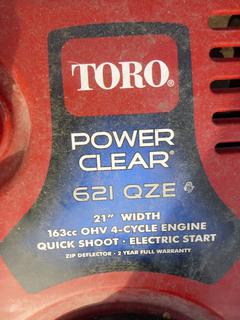 TORO®
POWER
CLEAR®
621 QZE
21" WIDTH
163cc OHV 4-CYCLE ENGINE
QUICK SHOOT · ELECTRIC START
ZIP DEFLECTOR · 2 YEAR FULL WARRANTY